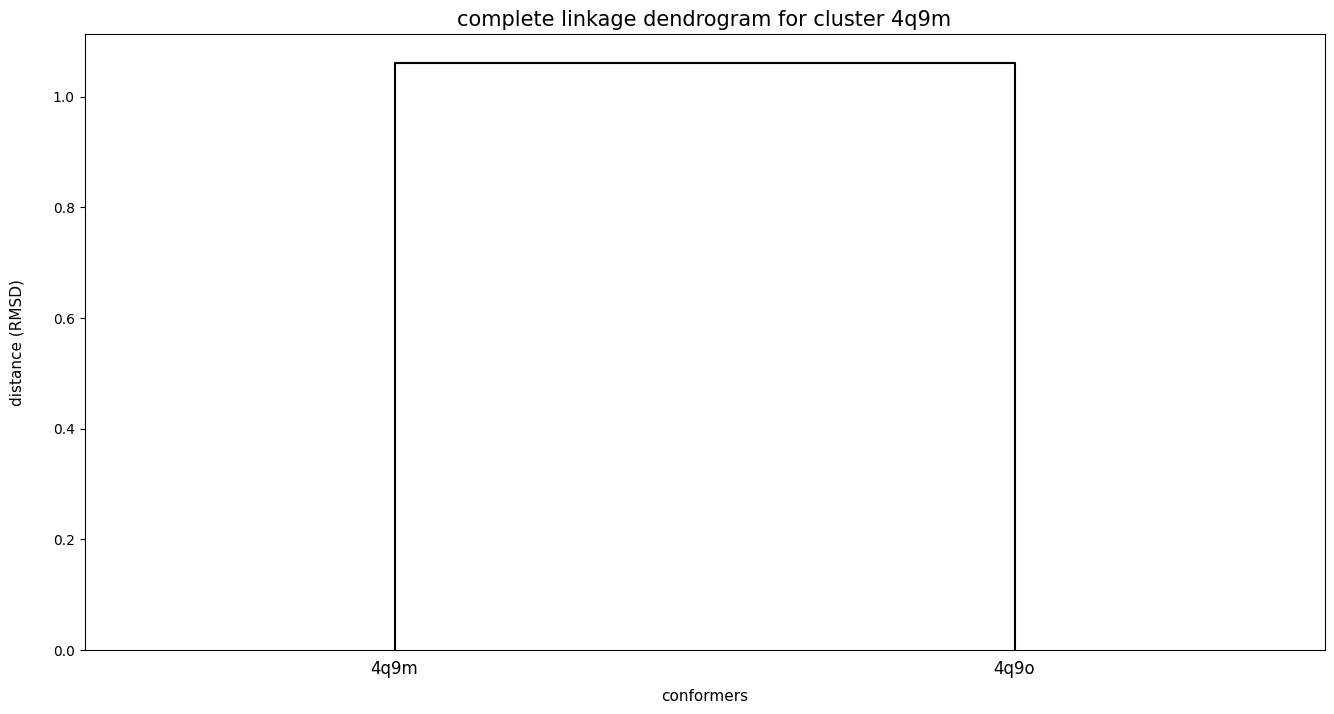 complete linkage dendrogram for cluster 4q9m
1.0
0.8
0.6
0.4
0.2
0.0
distance (RMSD)
4q9m
4q9o
conformers